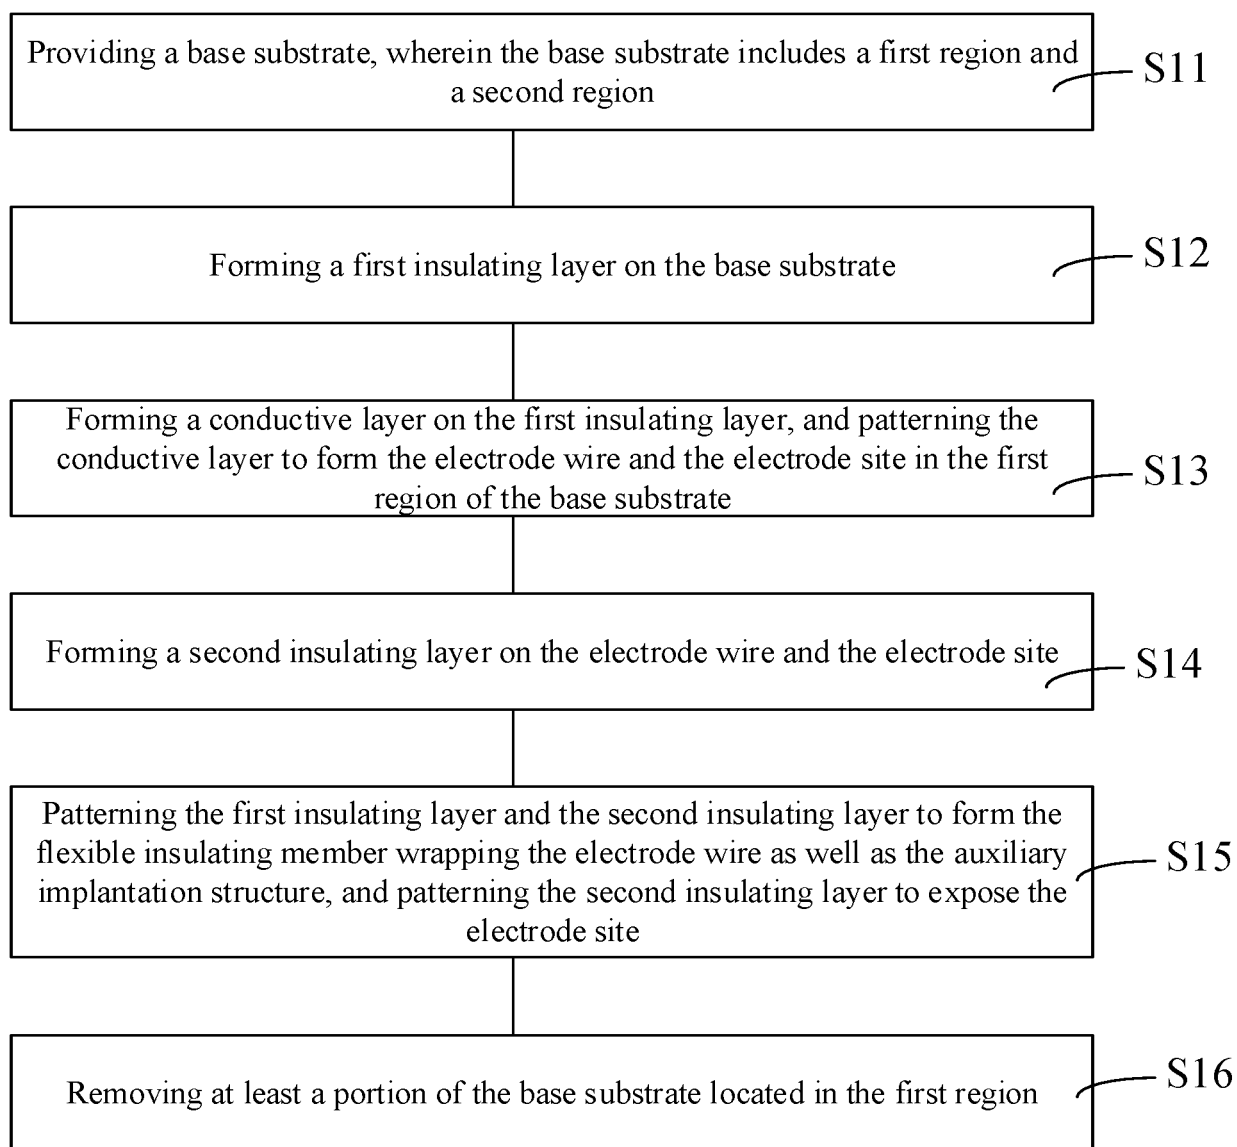 Providing a base substrate, wherein the base substrate includes a first region and
a second region
S11
Forming a first insulating layer on the base substrate
S12
Forming a conductive layer on the first insulating layer, and patterning the
conductive layer to form the electrode wire and the electrode site in the first
region of the base substrate
S13
Forming a second insulating layer on the electrode wire and the electrode site
S14
Patterning the first insulating layer and the second insulating layer to form the
flexible insulating member wrapping the electrode wire as well as the auxiliary
implantation structure, and patterning the second insulating layer to expose the
electrode site
S15
Removing at least a portion of the base substrate located in the first region
S16